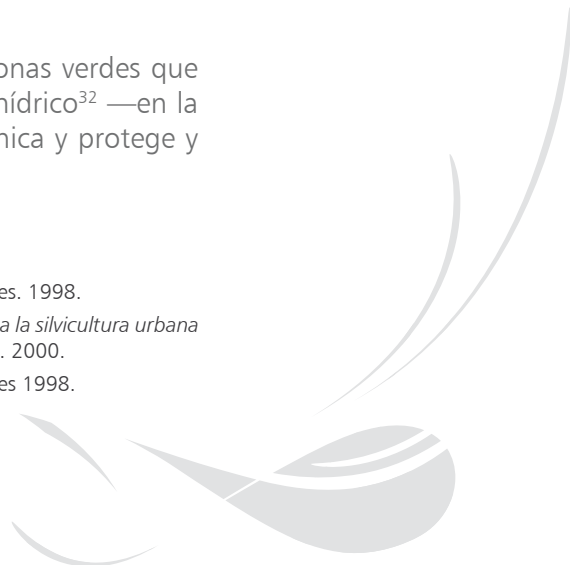 onas verdes que
hídrico³² —en la
nica y protege y
es. 1998.
a la silvicultura urbana
. 2000.
es 1998.